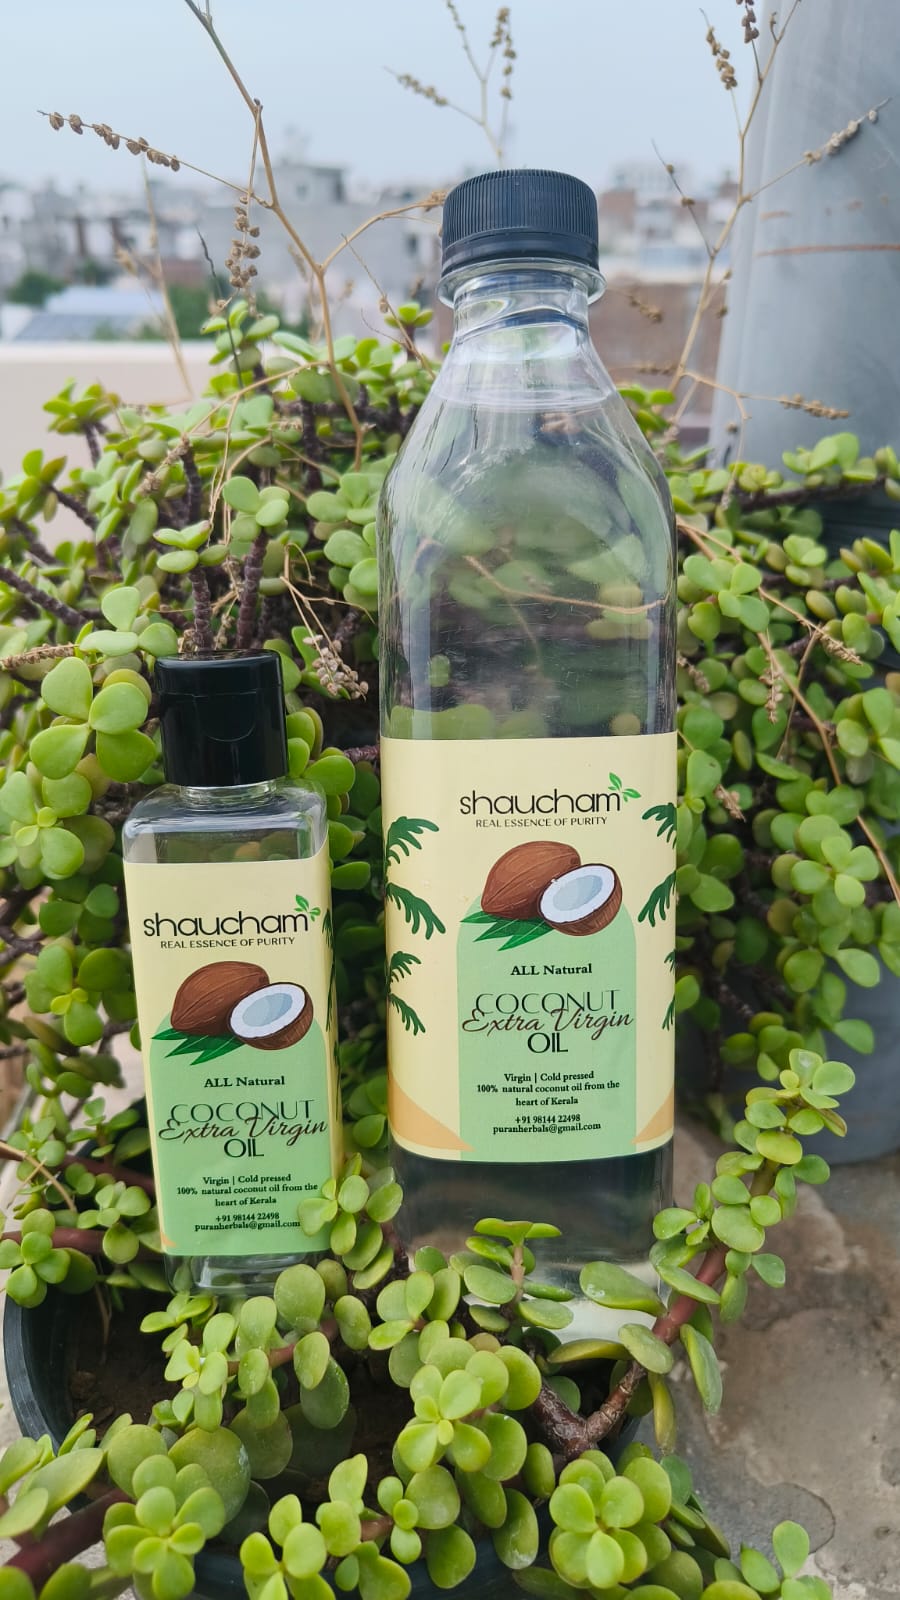 shaucham
REAL ESSENCE OF PURITY
ALL Natural
COCONUT
Extra Virgin
OIL
Virgin | Cold pressed
100% natural coconut oil from the
heart of Kerala
+91 98144 22498
puranherbals@gmail.com
shaucham
REAL ESSENCE OF PURITY
ALL Natural
COCONUT
Extra Virgin
OIL
Virgin | Cold pressed
100% natural coconut oil from the
heart of Kerala
+91 98144 22498
puranherbals@gmail.com